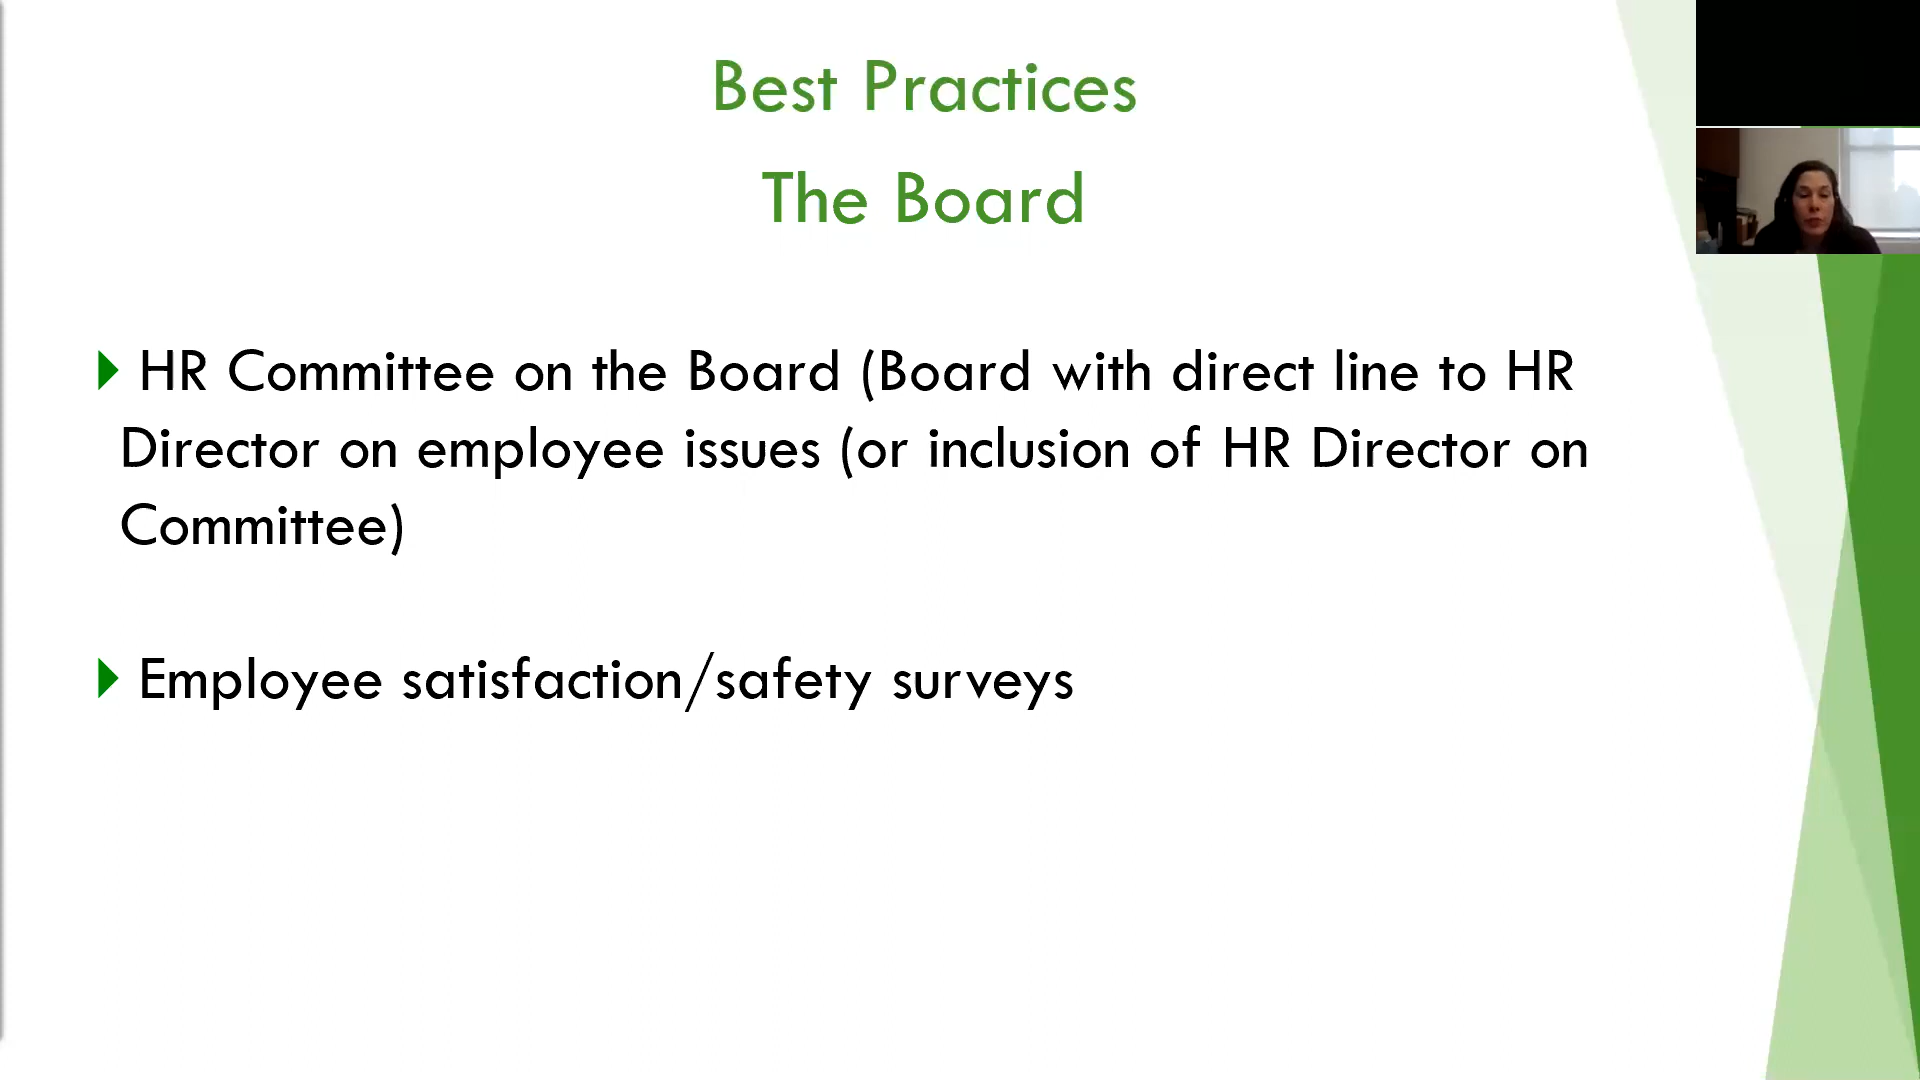 Best Practices
The Board
HR Committee on the Board (Board with direct line to HR
Director on employee issues (or inclusion of HR Director on
Committee)
Employee satisfaction/safety surveys